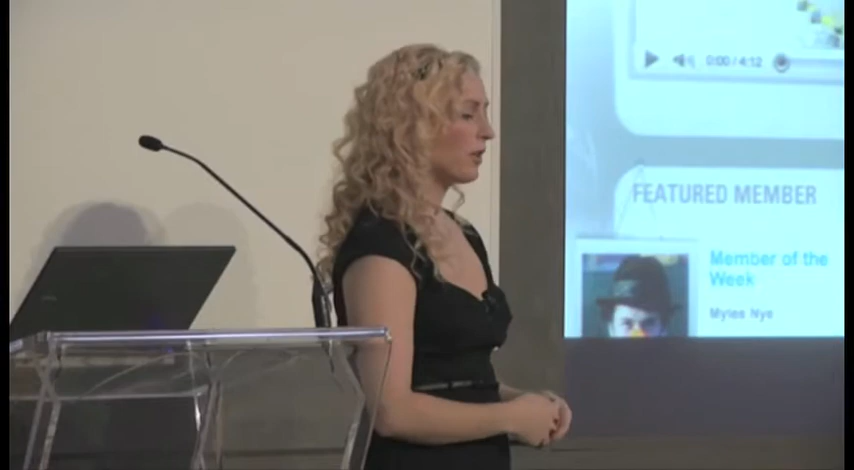 0:00 / 4:12
FEATURED MEMBER
Member of the
Week
Myles Nye